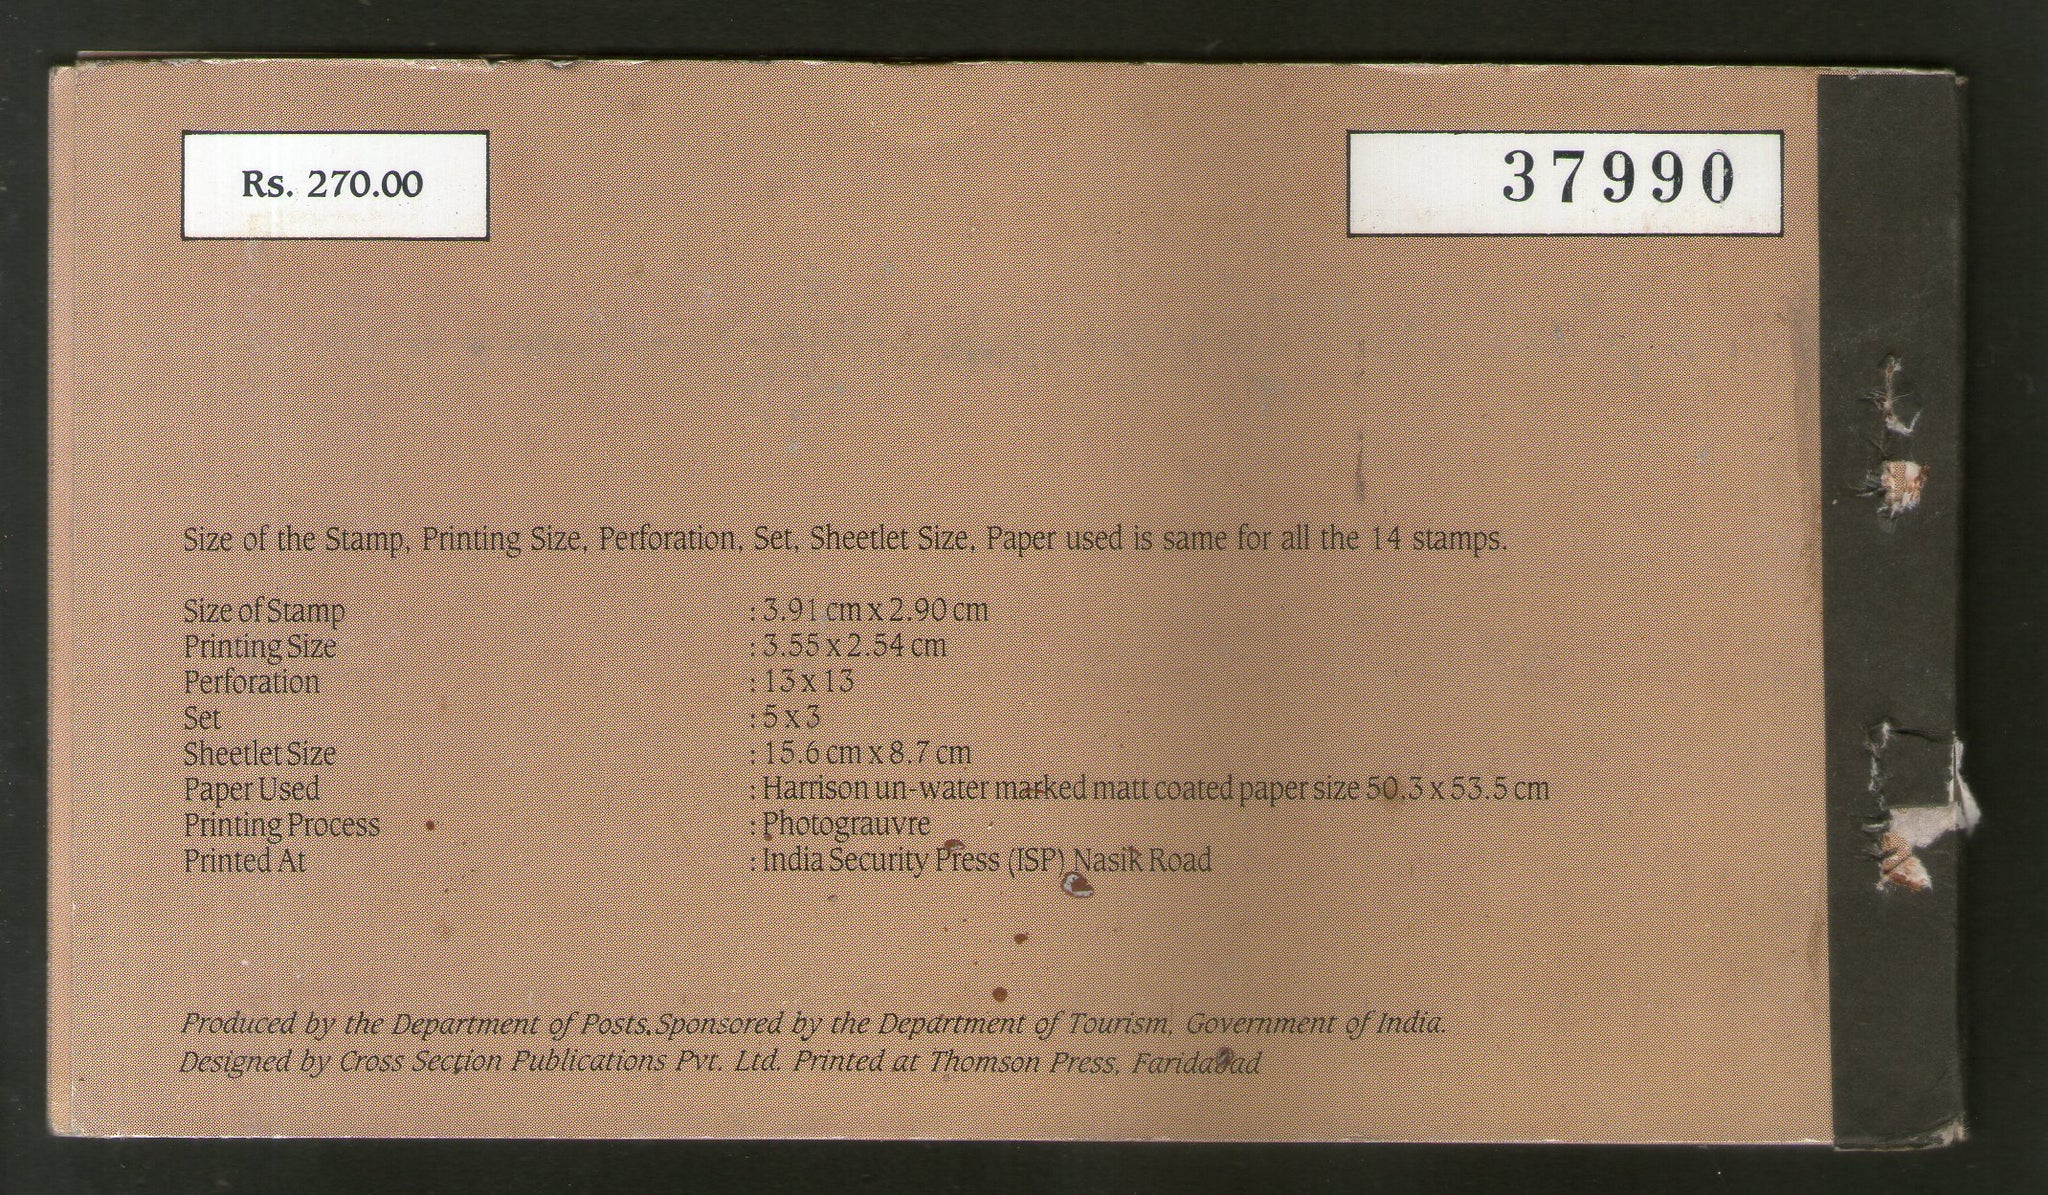 Rs. 270.00
37990
Size of the Stamp, Printing Size, Perforation, Set, Sheetlet Size, Paper used is same for all the 14 stamps.
Size of Stamp : 3.91 cm x 2.90 cm
Printing Size : 3.55 x 2.54 cm
Perforation : 13 x 13
Set : 5 x 3
Sheetlet Size : 15.6 cm x 8.7 cm
Paper Used : Harrison un-water marked matt coated paper size 50.3 x 53.5 cm
Printing Process : Photograuvre
Printed At : India Security Press (ISP) Nasik Road
Produced by the Department of Posts. Sponsored by the Department of Tourism, Government of India.
Designed by Cross Section Publications Pvt. Ltd. Printed at Thomson Press, Faridabad